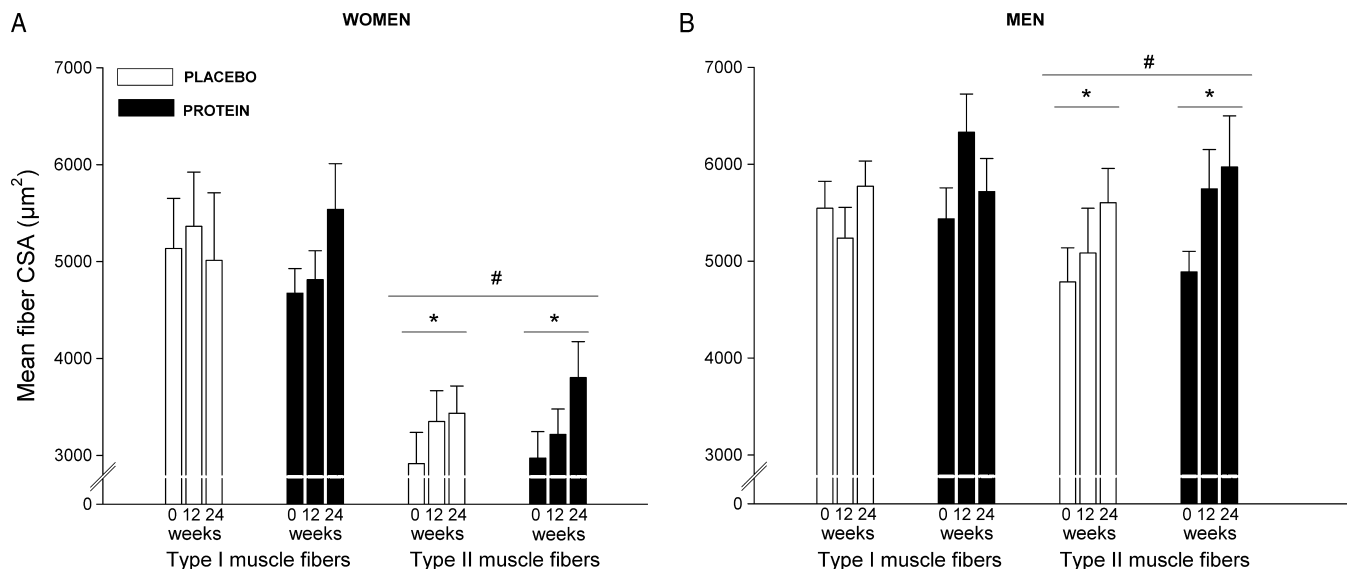 A
WOMEN
Mean fiber CSA (µm²)
7000
6000
5000
4000
3000
0
PLACEBO
PROTEIN
#
*
*
0 12 24
0 12 24
0 12 24
0 12 24
weeks
weeks
weeks
weeks
Type I muscle fibers
Type II muscle fibers
B
MEN
7000
6000
5000
4000
3000
0
#
*
*
0 12 24
0 12 24
0 12 24
0 12 24
weeks
weeks
weeks
weeks
Type I muscle fibers
Type II muscle fibers